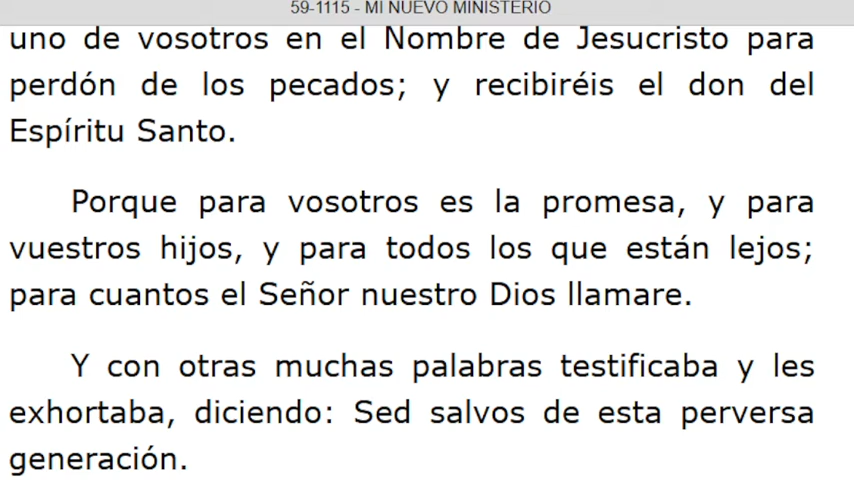 59-1115 - MI NUEVO MINISTERIO
uno de vosotros en el Nombre de Jesucristo para
perdón de los pecados; y recibiréis el don del
Espíritu Santo.
Porque para vosotros es la promesa, y para
vuestros hijos, y para todos los que están lejos;
para cuantos el Señor nuestro Dios llamare.
Y con otras muchas palabras testificaba y les
exhortaba, diciendo: Sed salvos de esta perversa
generación.